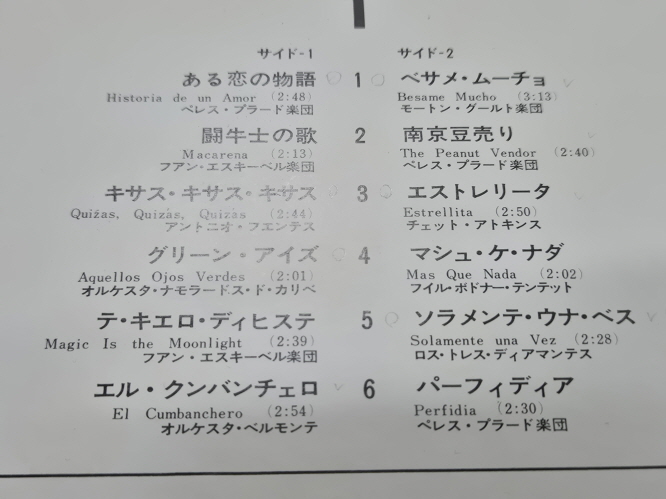 サイド-1
ある恋の物語
Historia de un Amor (2:48)
ペレス・プラード楽団
闘牛士の歌
Macarena (2:13)
フアン・エスキーベル楽団
キサス・キサス・キサス
Quizas, Quizás, Quizás (2:44)
アントニオ・フエンテス
グリーン・アイズ
Aquellos Ojos Verdes (2:01)
オルケスタ・ナモラードス・ド・カリベ
テ・キエロ・ディヒステ
Magic Is the Moonlight (2:39)
フアン・エスキーベル楽団
エル・クンバンチェロ
El Cumbanchero (2:54)
オルケスタ・ベルモンテ
1
2
3
4
5
6
サイド-2
ベサメ・ムーチョ
Besame Mucho (3:13)
モートン・グールト楽団
南京豆売り
The Peanut Vendor (2:40)
ペレス・プラード楽団
エストレリータ
Estrellita (2:50)
チェット・アトキンス
マシュ・ケ・ナダ
Mas Que Nada (2:02)
フイル・ボドナー・テンテット
ソラメンテ・ウナ・ベス
Solamente una Vez (2:28)
ロス・トレス・ディアマンテス
パーフィディア
Perfidia (2:30)
ペレス・プラード楽団